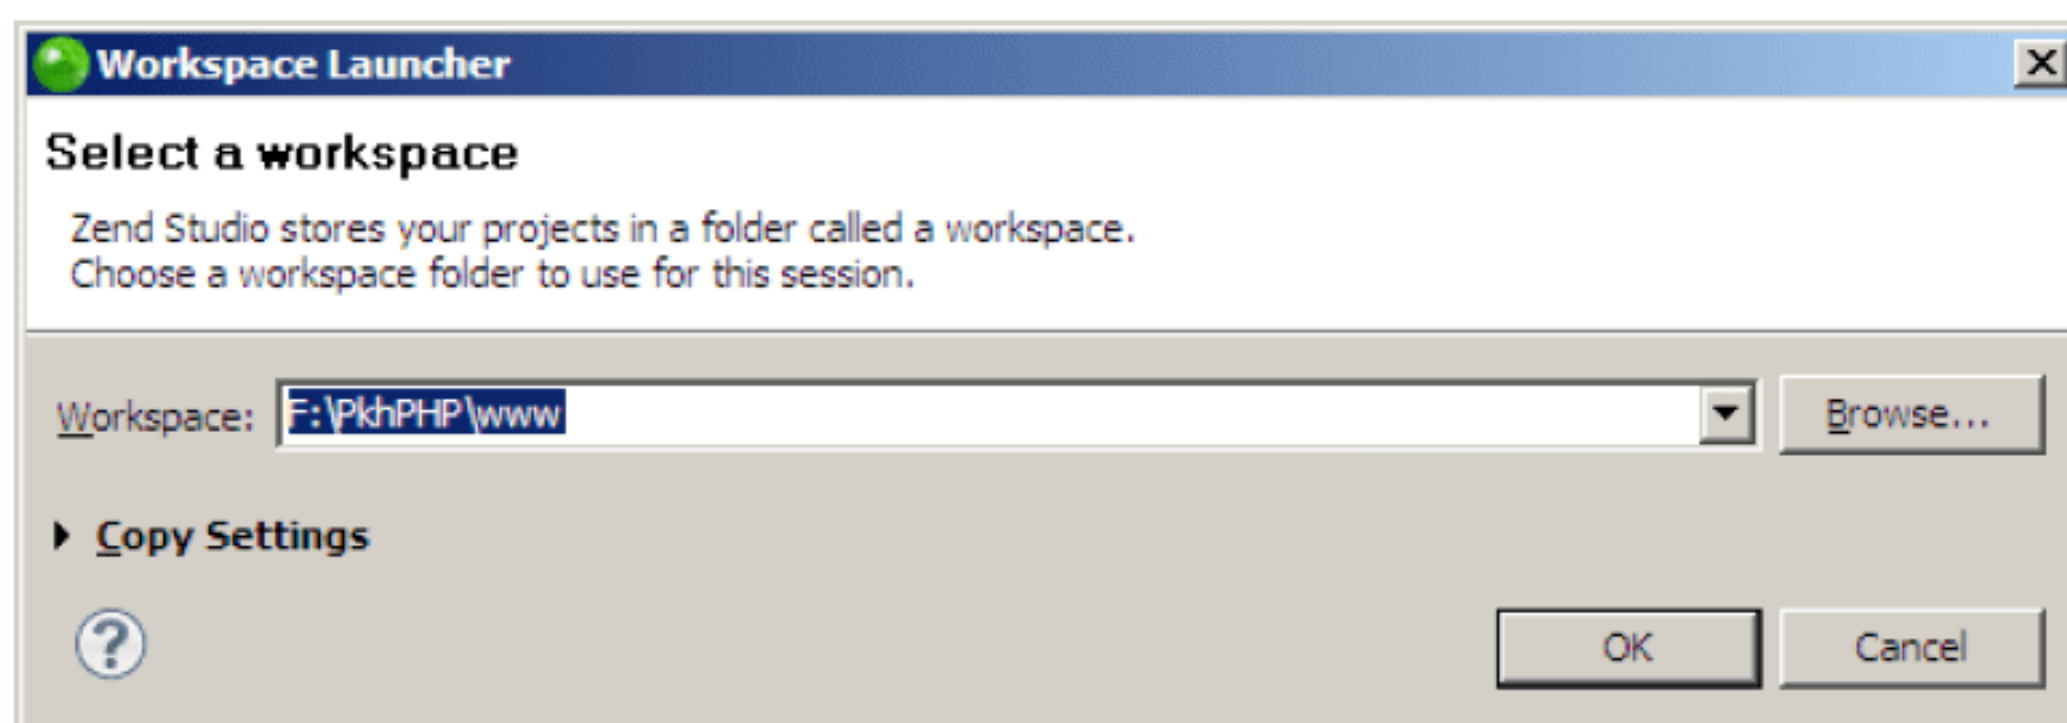 Workspace Launcher
Select a workspace
Zend Studio stores your projects in a folder called a workspace.
Choose a workspace folder to use for this session.
Workspace: F:\PkhPHP\www Browse...
Copy Settings
OK Cancel